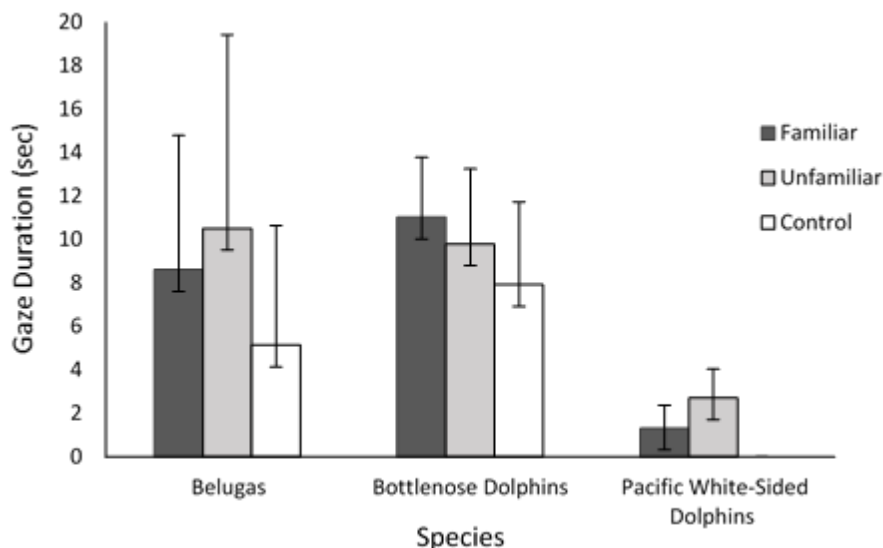 20
18
16
14
12
10
8
6
4
2
0
Gaze Duration (sec)
Familiar
Unfamiliar
Control
Belugas
Bottlenose Dolphins
Pacific White-Sided
Dolphins
Species